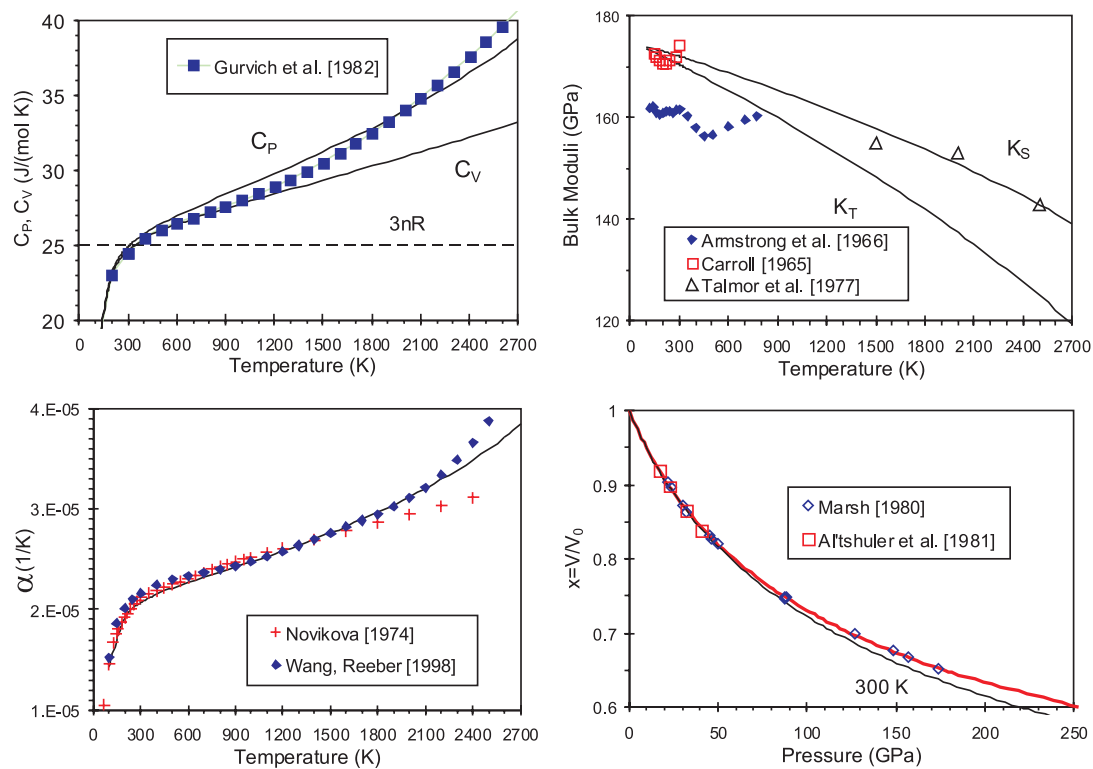 40
35
30
25
20
C_P, C_V (J/(mol K))
Gurvich et al. [1982]
C_P
C_V
3nR
0 300 600 900 1200 1500 1800 2100 2400 2700
Temperature (K)
180
160
140
120
Bulk Moduli (GPa)
K_S
K_T
Armstrong et al. [1966]
Carroll [1965]
Talmor et al. [1977]
0 300 600 900 1200 1500 1800 2100 2400 2700
Temperature (K)
4.E-05
3.E-05
2.E-05
1.E-05
α (1/K)
Novikova [1974]
Wang, Reeber [1998]
0 300 600 900 1200 1500 1800 2100 2400 2700
Temperature (K)
1
0.9
0.8
0.7
0.6
x=V/V_0
Marsh [1980]
Al'tshuler et al. [1981]
300 K
0 50 100 150 200 250
Pressure (GPa)